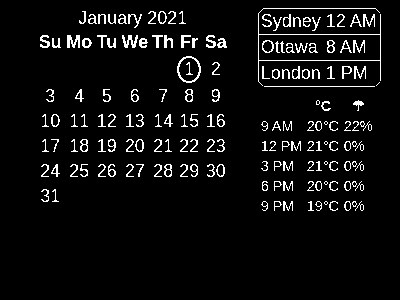 January 2021
Su Mo Tu We Th Fr Sa
1 2
3 4 5 6 7 8 9
10 11 12 13 14 15 16
17 18 19 20 21 22 23
24 25 26 27 28 29 30
31
Sydney 12 AM
Ottawa 8 AM
London 1 PM
°C
9 AM 20°C 22%
12 PM 21°C 0%
3 PM 21°C 0%
6 PM 20°C 0%
9 PM 19°C 0%